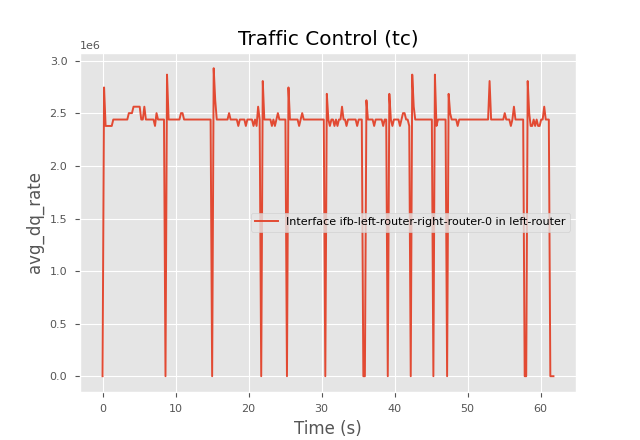 Traffic Control (tc)
1e6
3.0
2.5
2.0
1.5
1.0
0.5
0.0
avg_dq_rate
Interface ifb-left-router-right-router-0 in left-router
0 10 20 30 40 50 60
Time (s)